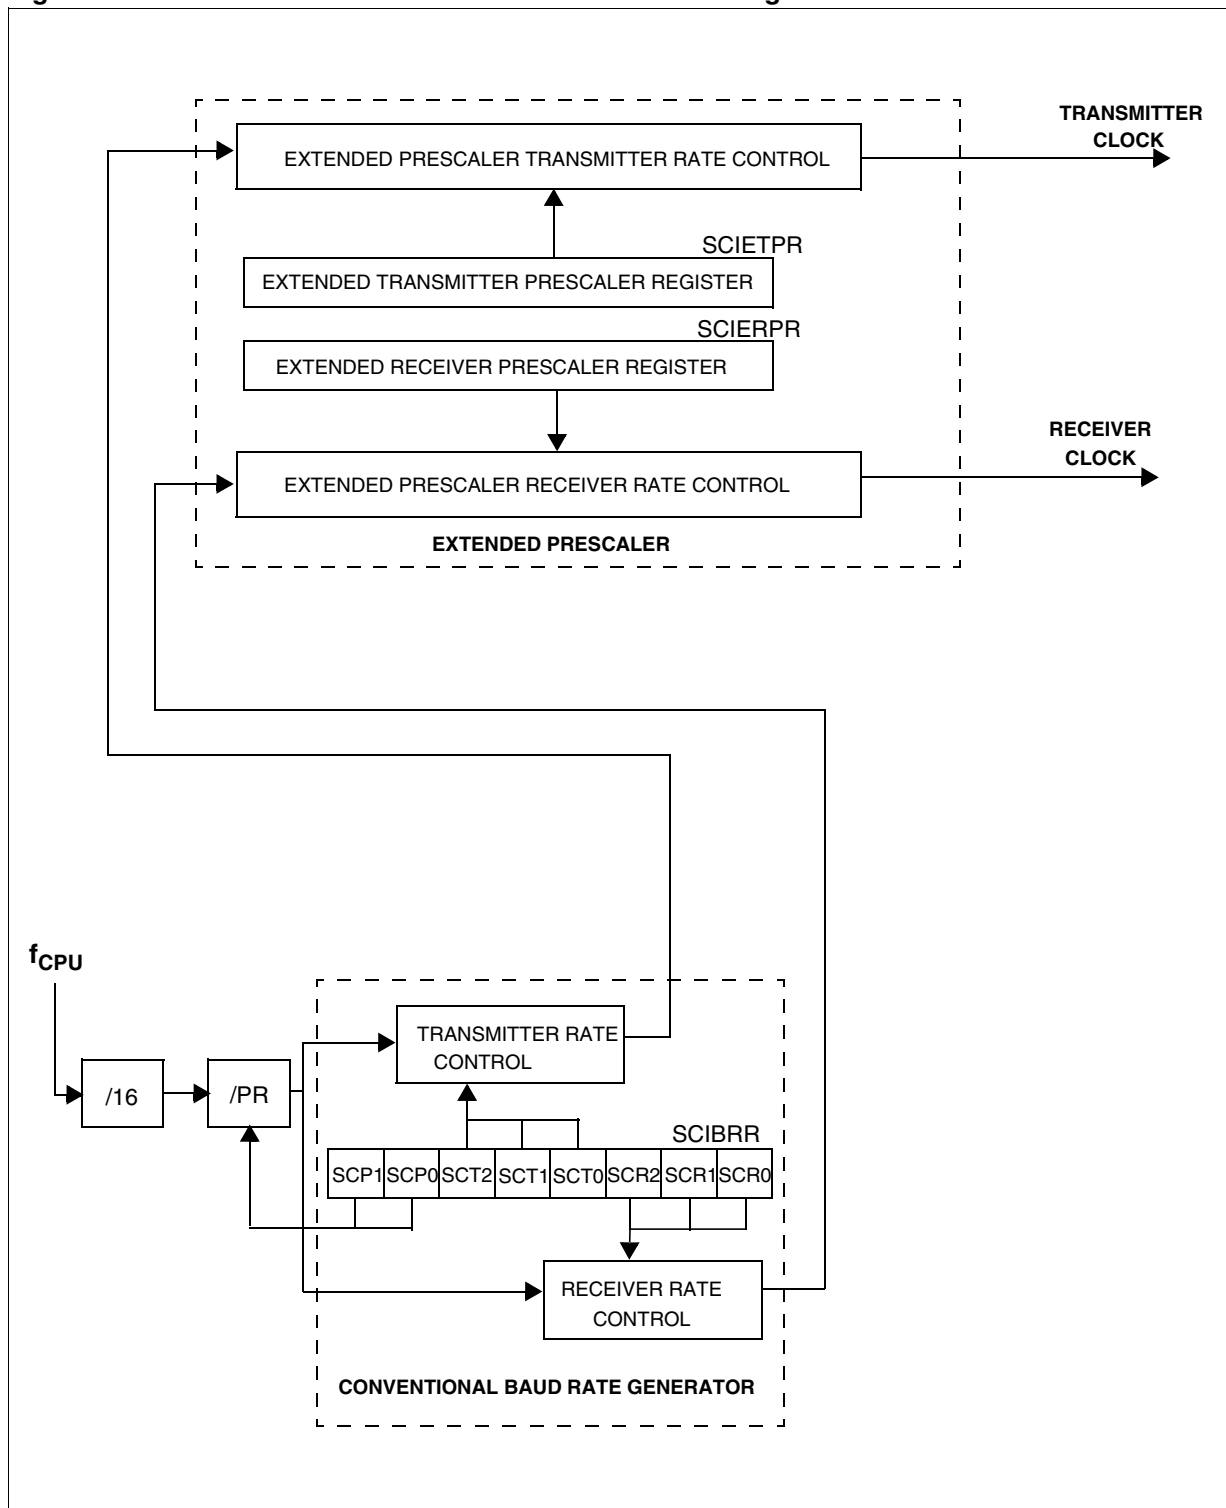 TRANSMITTER
CLOCK
EXTENDED PRESCALER TRANSMITTER RATE CONTROL
SCIETPR
EXTENDED TRANSMITTER PRESCALER REGISTER
SCIERPR
EXTENDED RECEIVER PRESCALER REGISTER
RECEIVER
CLOCK
EXTENDED PRESCALER RECEIVER RATE CONTROL
EXTENDED PRESCALER
fCPU
TRANSMITTER RATE
CONTROL
/16
/PR
SCIBRR
SCP1 SCP0 SCT2 SCT1 SCT0 SCR2 SCR1 SCR0
RECEIVER RATE
CONTROL
CONVENTIONAL BAUD RATE GENERATOR